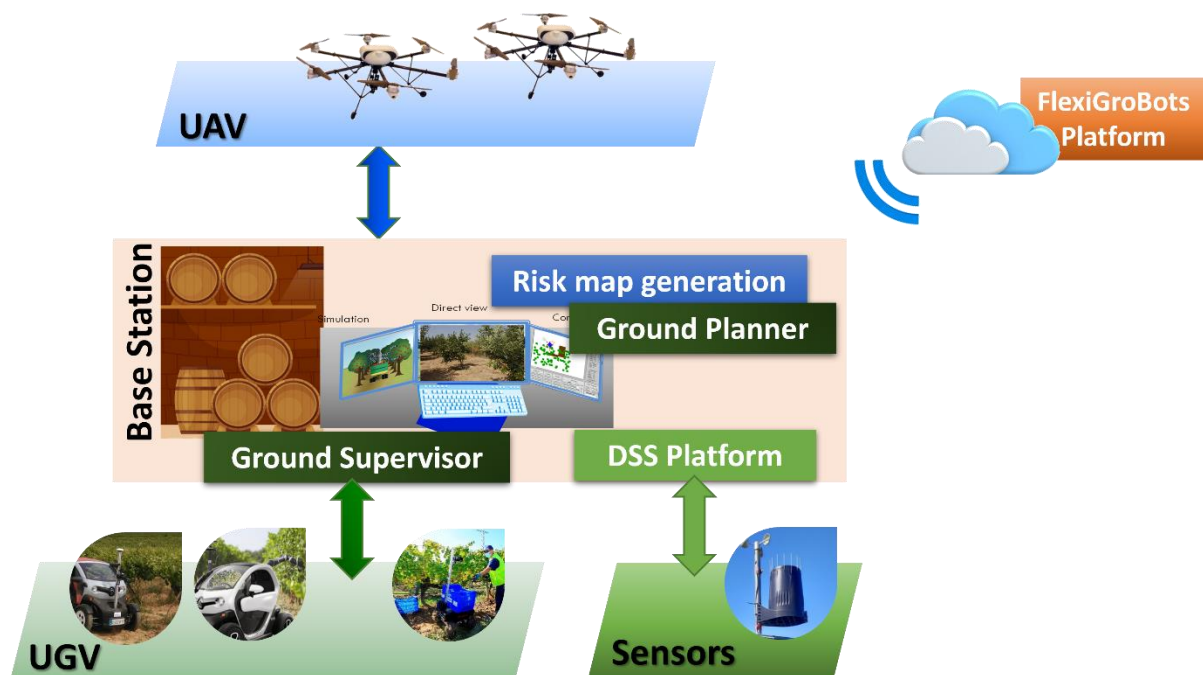 UAV
FlexiGroBots
Platform
Base Station
Risk map generation
Direct view
Simulation
Ground Planner
Ground Supervisor
DSS Platform
UGV
Sensors